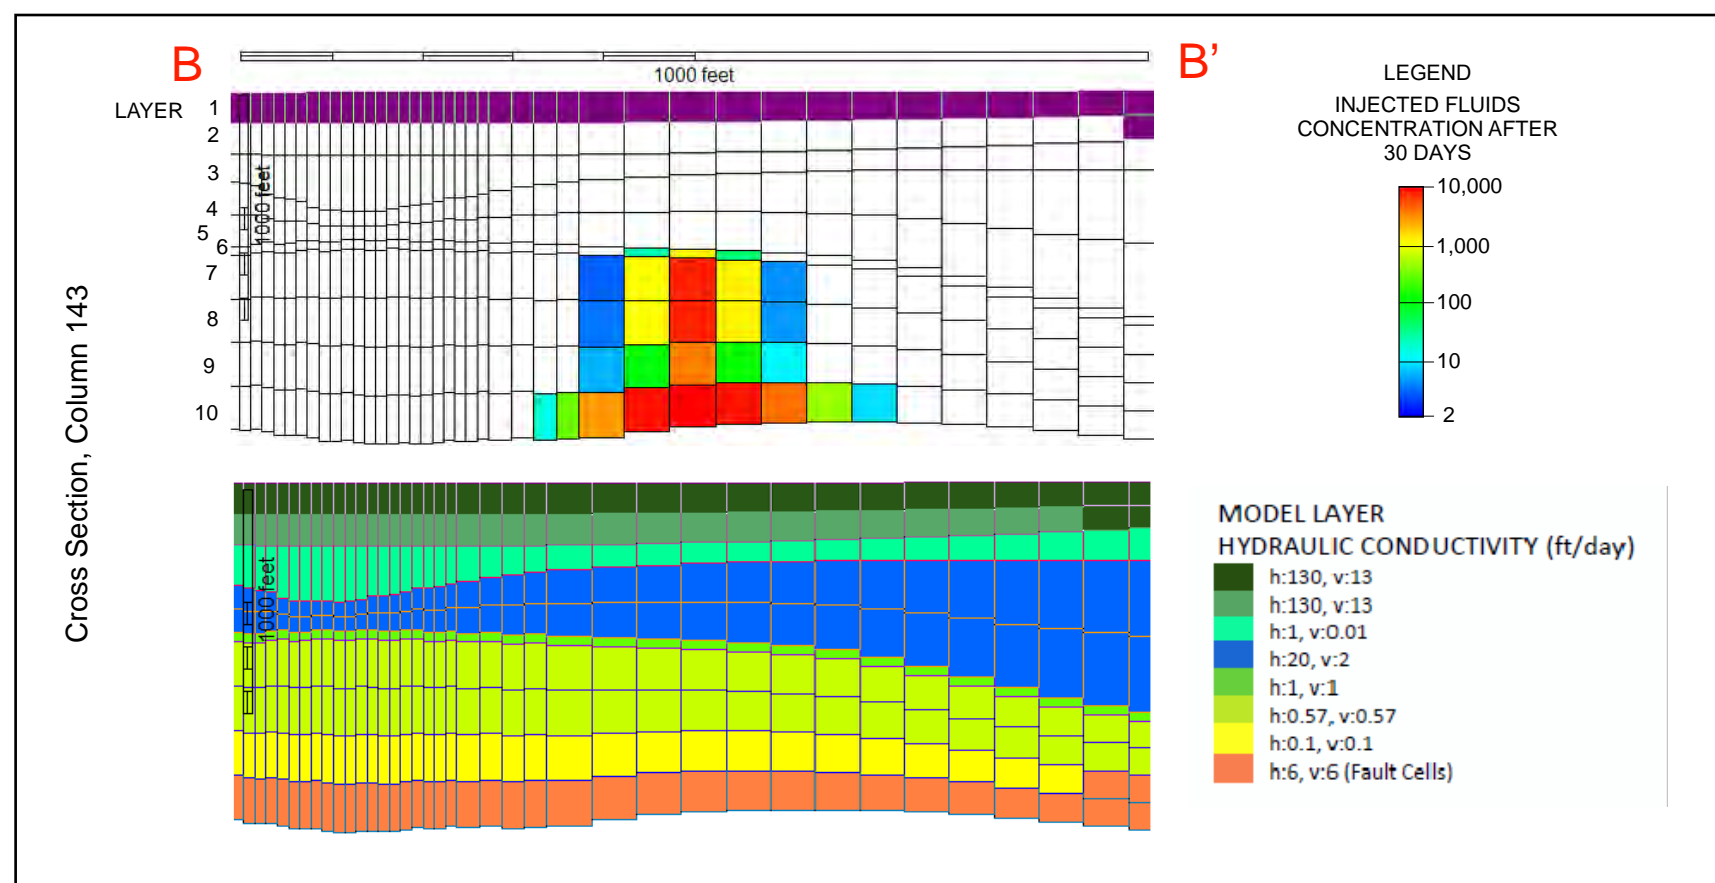 B
B'
1000 feet
LAYER
1
2
3
4
5
6
7
8
9
10
1000 feet
Cross Section, Column 143
LEGEND
INJECTED FLUIDS
CONCENTRATION AFTER
30 DAYS
10,000
1,000
100
10
2
1000 feet
MODEL LAYER
HYDRAULIC CONDUCTIVITY (ft/day)
h:130, v:13
h:130, v:13
h:1, v:0.01
h:20, v:2
h:1, v:1
h:0.57, v:0.57
h:0.1, v:0.1
h:6, v:6 (Fault Cells)